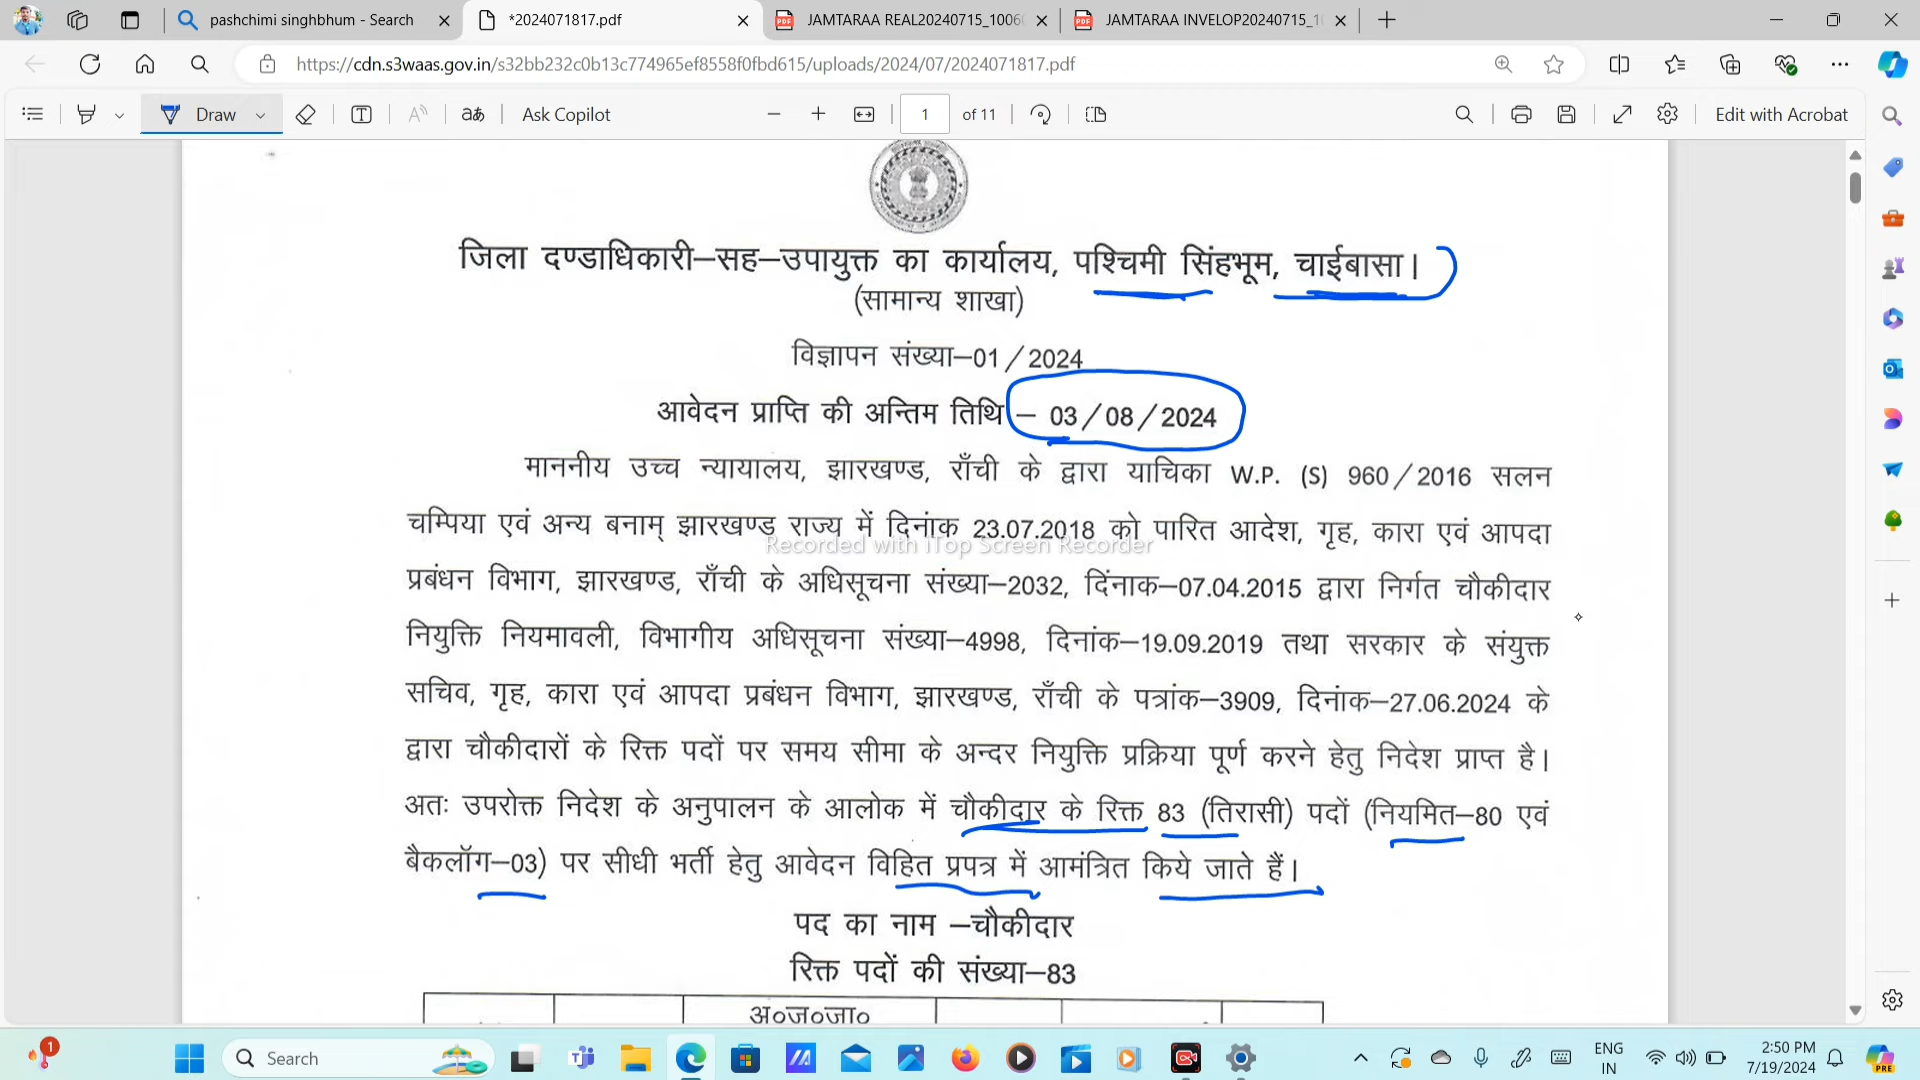 pashchimi singhbhum - Search
*2024071817.pdf
JAMTARAA REAL20240715_1006
JAMTARAA INVELOP20240715_1
https://cdn.s3waas.gov.in/s32bb232c0b13c774965ef8558f0fbd615/uploads/2024/07/2024071817.pdf
Draw
Ask Copilot
1 of 11
Edit with Acrobat
जिला दण्डाधिकारी–सह–उपायुक्त का कार्यालय, पश्चिमी सिंहभूम, चाईबासा।
(सामान्य शाखा)
विज्ञापन संख्या–01/2024
आवेदन प्राप्ति की अन्तिम तिथि – 03/08/2024
माननीय उच्च न्यायालय, झारखण्ड, राँची के द्वारा याचिका W.P. (S) 960/2016 सलन
चम्पिया एवं अन्य बनाम् झारखण्ड राज्य में दिनांक 23.07.2018 को पारित आदेश, गृह, कारा एवं आपदा
Recorded with iTop Screen Recorder
प्रबंधन विभाग, झारखण्ड, राँची के अधिसूचना संख्या–2032, दिंनाक–07.04.2015 द्वारा निर्गत चौकीदार
नियुक्ति नियमावली, विभागीय अधिसूचना संख्या–4998, दिनांक–19.09.2019 तथा सरकार के संयुक्त
सचिव, गृह, कारा एवं आपदा प्रबंधन विभाग, झारखण्ड, राँची के पत्रांक–3909, दिनांक–27.06.2024 के
द्वारा चौकीदारों के रिक्त पदों पर समय सीमा के अन्दर नियुक्ति प्रक्रिया पूर्ण करने हेतु निदेश प्राप्त है।
अतः उपरोक्त निदेश के अनुपालन के आलोक में चौकीदार के रिक्त 83 (तिरासी) पदों (नियमित–80 एवं
बैकलॉग–03) पर सीधी भर्ती हेतु आवेदन विहित प्रपत्र में आमंत्रित किये जाते हैं।
पद का नाम –चौकीदार
रिक्त पदों की संख्या–83
अ०ज०जा०
1
Search
ENG
IN
2:50 PM
7/19/2024
PRE